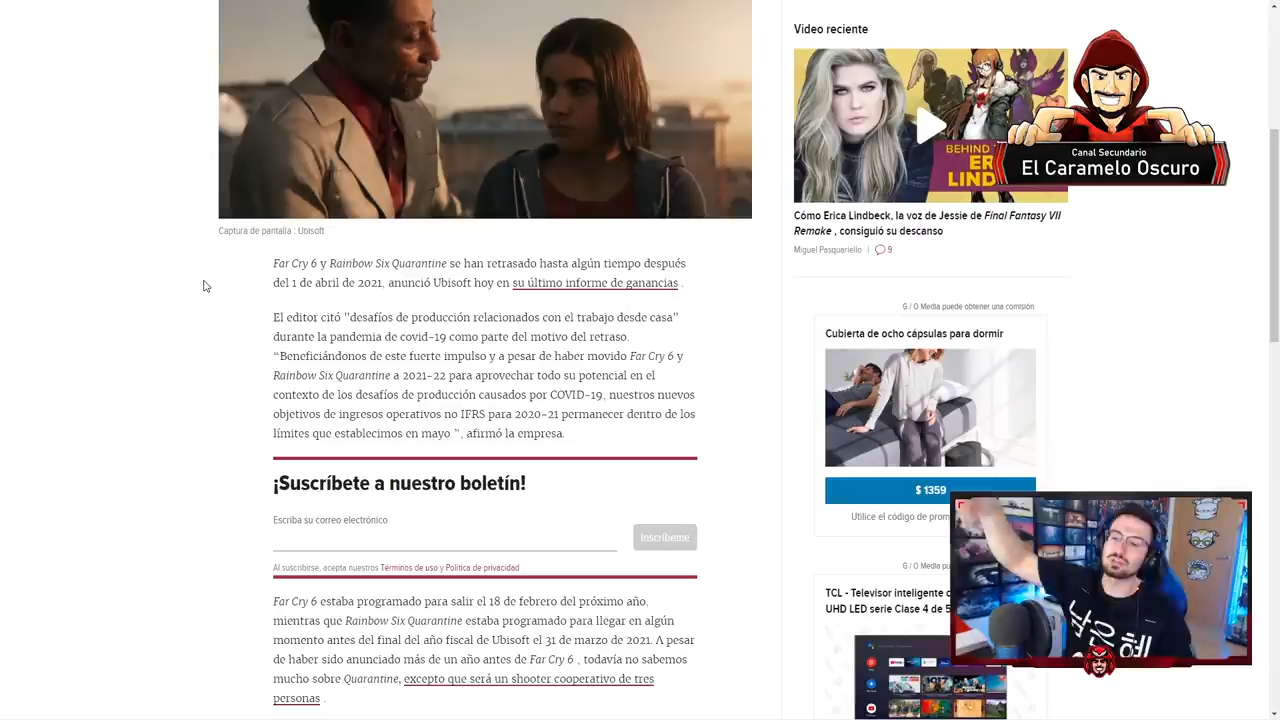 Captura de pantalla : Ubisoft
Far Cry 6 y Rainbow Six Quarantine se han retrasado hasta algún tiempo después
del 1 de abril de 2021, anunció Ubisoft hoy en su último informe de ganancias .
El editor citó "desafíos de producción relacionados con el trabajo desde casa"
durante la pandemia de covid-19 como parte del motivo del retraso.
"Beneficiándonos de este fuerte impulso y a pesar de haber movido Far Cry 6 y
Rainbow Six Quarantine a 2021-22 para aprovechar todo su potencial en el
contexto de los desafíos de producción causados por COVID-19, nuestros nuevos
objetivos de ingresos operativos no IFRS para 2020-21 permanecer dentro de los
límites que establecimos en mayo ", afirmó la empresa.
¡Suscríbete a nuestro boletín!
Escriba su correo electrónico
Inscríbeme
Al suscribirse, acepta nuestros Términos de uso y Política de privacidad
Far Cry 6 estaba programado para salir el 18 de febrero del próximo año,
mientras que Rainbow Six Quarantine estaba programado para llegar en algún
momento antes del final del año fiscal de Ubisoft el 31 de marzo de 2021. A pesar
de haber sido anunciado más de un año antes de Far Cry 6 , todavía no sabemos
mucho sobre Quarantine, excepto que será un shooter cooperativo de tres
personas .
Video reciente
BEHIND
ER
LIND
Canal Secundario
El Caramelo Oscuro
Cómo Erica Lindbeck, la voz de Jessie de Final Fantasy VII
Remake , consiguió su descanso
Miguel Pasquariello | 9
G / O Media puede obtener una comisión
Cubierta de ocho cápsulas para dormir
$ 1359
Utilice el código de prom
G / O Media pu
TCL - Televisor inteligente
UHD LED serie Clase 4 de 5